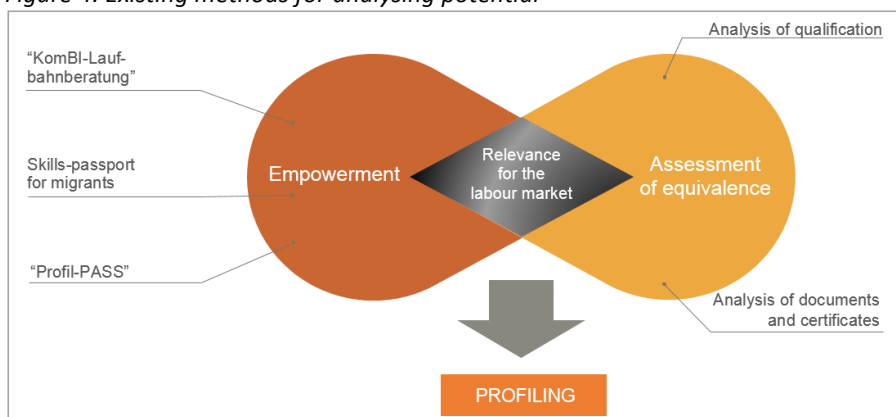 Figure 4: Existing methods for analysing potential
“KomBI-Lauf-
bahnberatung”
Skills-passport
for migrants
“Profil-PASS”
Empowerment
Relevance
for the
labour market
Assessment
of equivalence
Analysis of qualification
Analysis of documents
and certificates
PROFILING